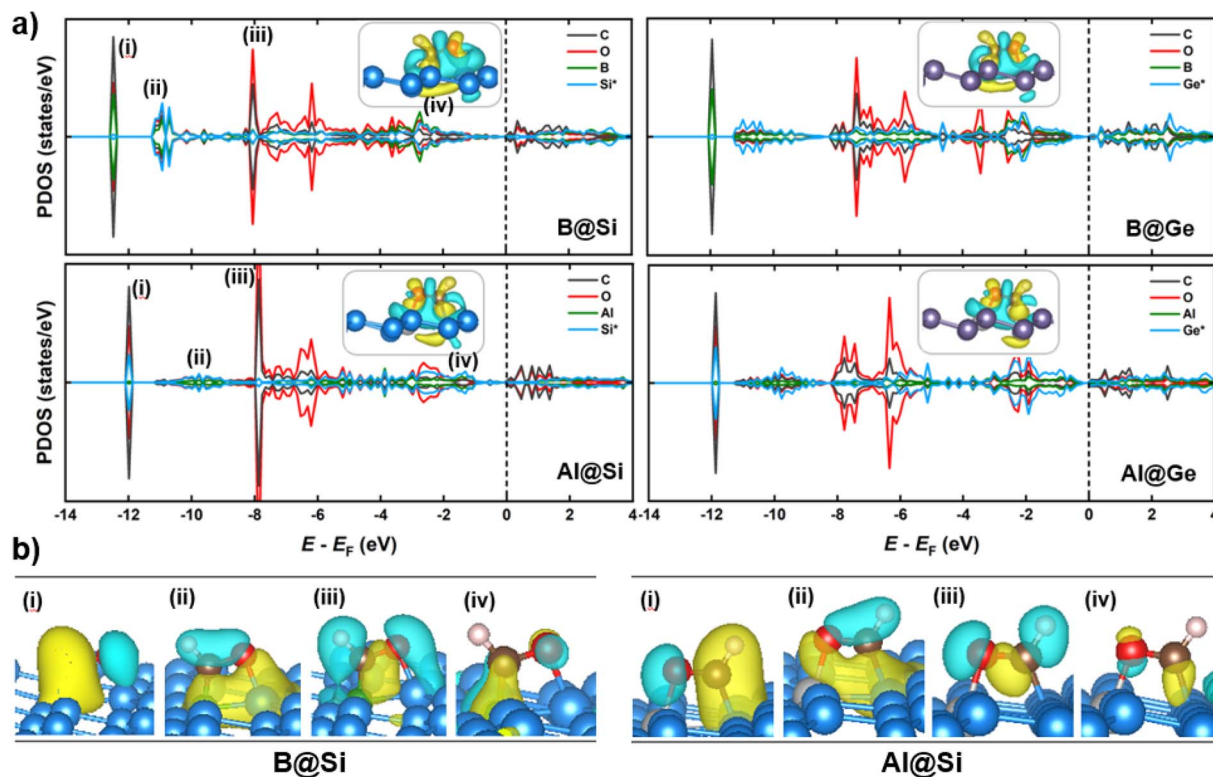 a)
PDOS (states/eV)
(i)
(ii)
(iii)
(iv)
C
O
B
Si*
B@Si
C
O
B
Ge*
B@Ge
PDOS (states/eV)
(i)
(ii)
(iii)
(iv)
C
O
Al
Si*
Al@Si
C
O
Al
Ge*
Al@Ge
-14 -12 -10 -8 -6 -4 -2 0 2 4
-14 -12 -10 -8 -6 -4 -2 0 2 4
E - EF (eV)
E - EF (eV)
b)
(i) (ii) (iii) (iv)
(i) (ii) (iii) (iv)
B@Si
Al@Si